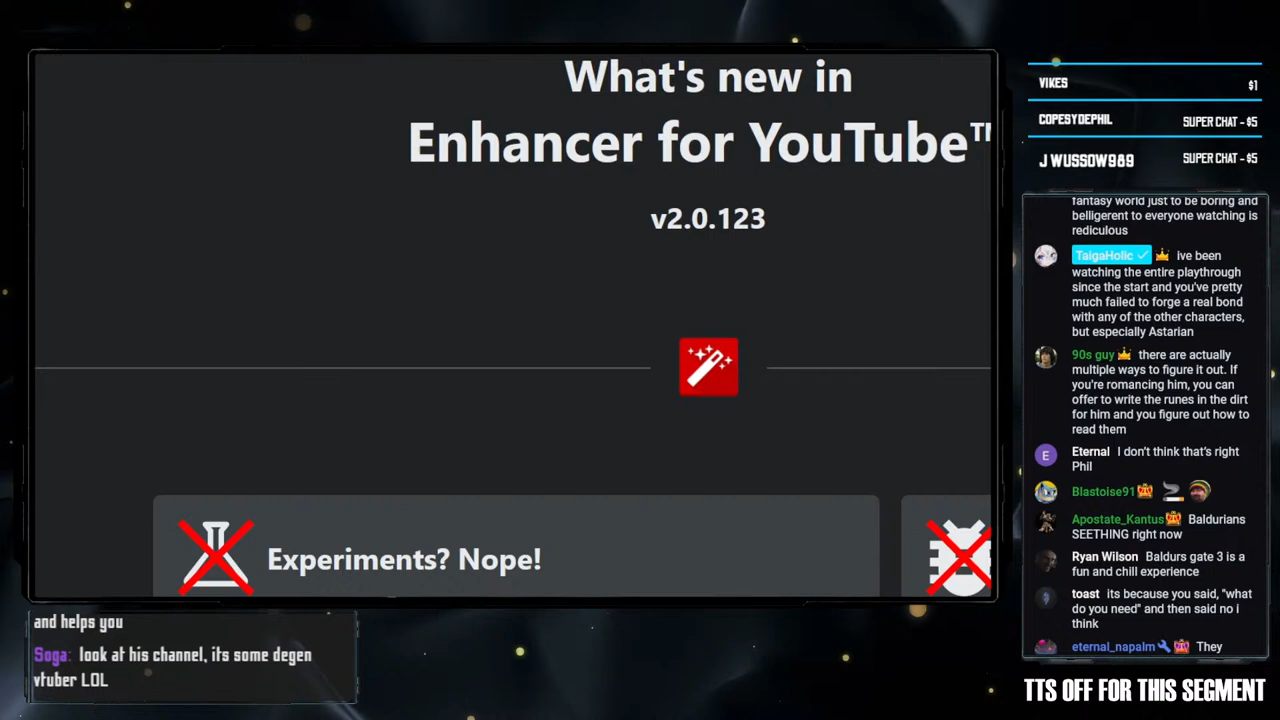 What's new in
Enhancer for YouTube™
v2.0.123
Experiments? Nope!
VIKES
$1
COPESYDEPHIL
SUPER CHAT - $5
J WUSSOW989
SUPER CHAT - $5
fantasy world just to be boring and
belligerent to everyone watching is
rediculous
TaigaHolic ive been
watching the entire playthrough
since the start and you've pretty
much failed to forge a real bond
with any of the other characters,
but especially Astarian
90s guy there are actually
multiple ways to figure it out. If
you're romancing him, you can
offer to write the runes in the dirt
for him and you figure out how to
read them
Eternal I don't think that's right
Phil
Blastoise91
Apostate_Kantus Baldurians
SEETHING right now
Ryan Wilson Baldurs gate 3 is a
fun and chill experience
toast its because you said, "what
do you need" and then said no i
think
eternal_napalm They
and helps you
Soga: look at his channel, its some degen
vtuber LOL
TTS OFF FOR THIS SEGMENT